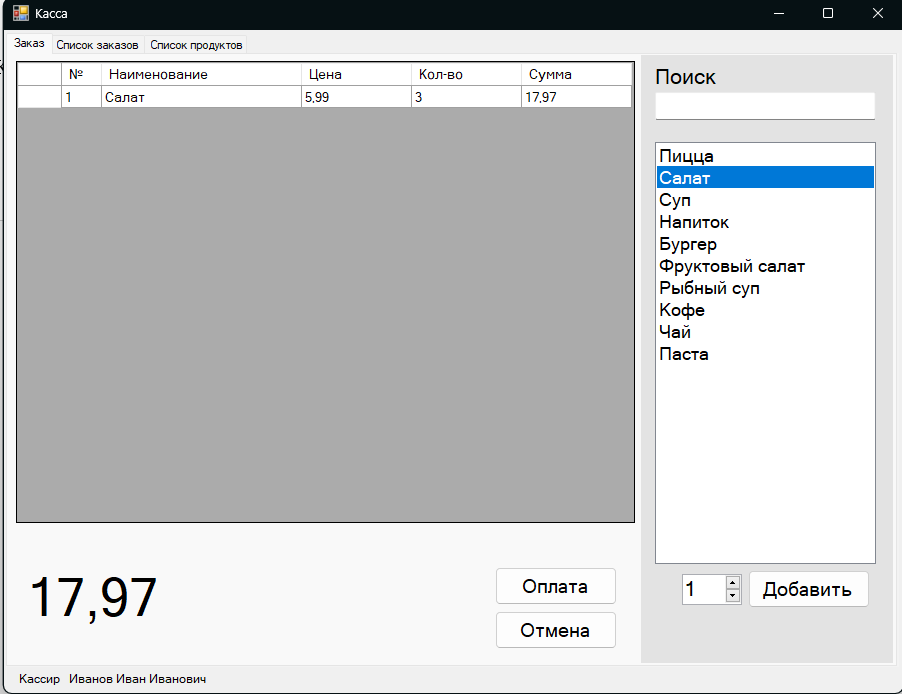 Касса
Заказ Список заказов Список продуктов
№ Наименование Цена Кол-во Сумма
1 Салат 5,99 3 17,97
17,97
Оплата
Отмена
Поиск
Пицца
Салат
Суп
Напиток
Бургер
Фруктовый салат
Рыбный суп
Кофе
Чай
Паста
1 Добавить
Кассир Иванов Иван Иванович